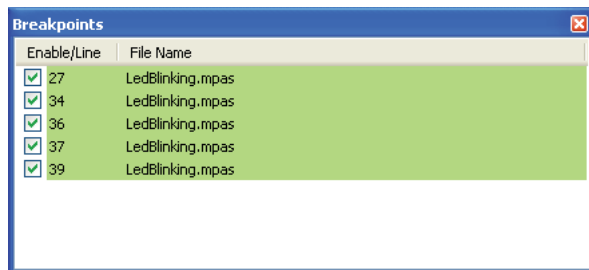 Breakpoints
Enable/Line File Name
27 LedBlinking.mpas
34 LedBlinking.mpas
36 LedBlinking.mpas
37 LedBlinking.mpas
39 LedBlinking.mpas